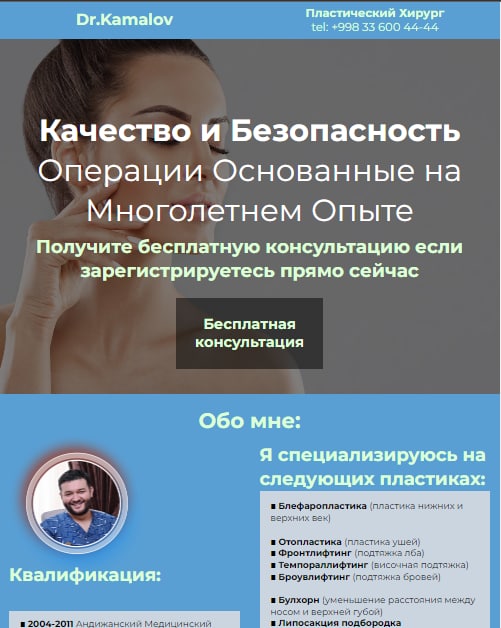 Dr.Kamalov
Пластический Хирург
tel: +998 33 600 44-44
Качество и Безопасность
Операции Основанные на
Многолетнем Опыте
Получите бесплатную консультацию если
зарегистрируетесь прямо сейчас
Бесплатная
консультация
Обо мне:
Квалификация:
■ 2004-2011 Андижанский Медицинский
Я специализируюсь на
следующих пластиках:
■ Блефаропластика (пластика нижних и
верхних век)
■ Отопластика (пластика ушей)
■ Фронтлифтинг (подтяжка лба)
■ Темпораллифтинг (височная подтяжка)
■ Броувлифтинг (подтяжка бровей)
■ Булхорн (уменьшение расстояния между
носом и верхней губой)
■ Липосакция подбородка